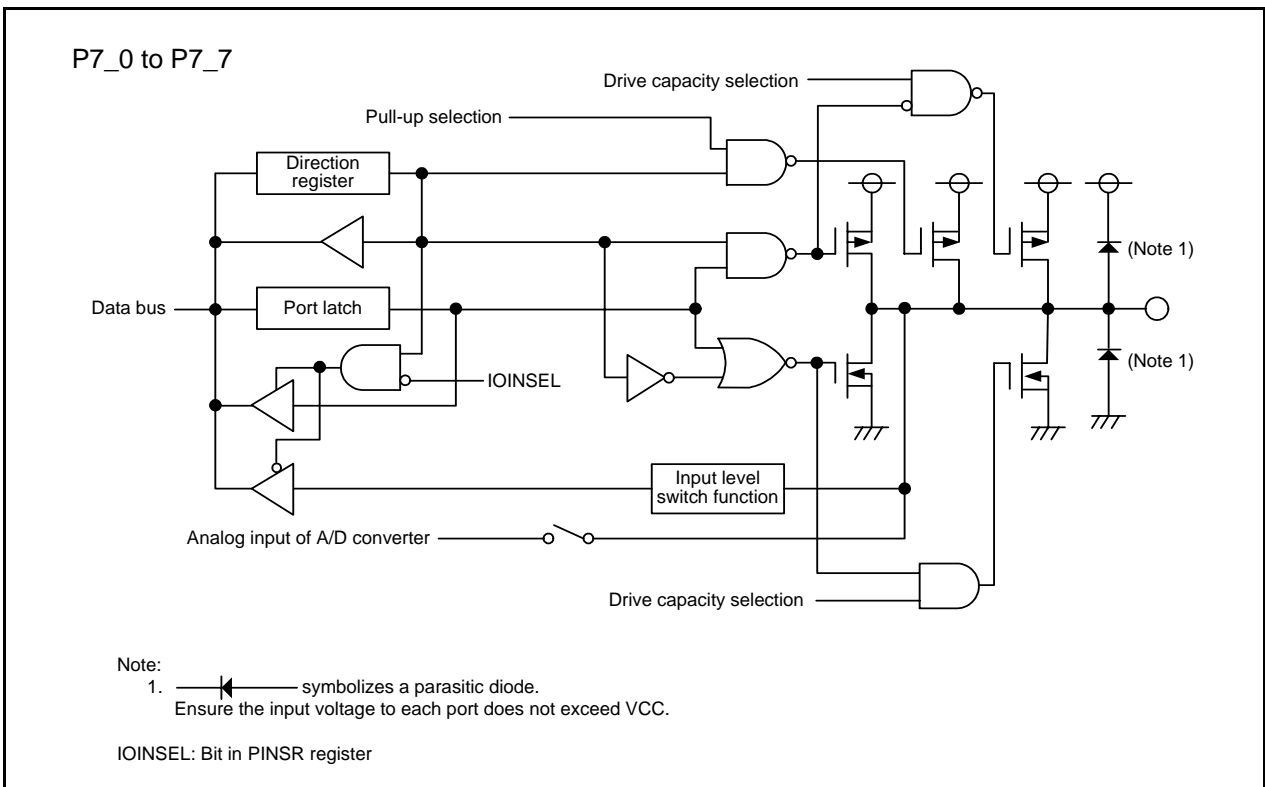 P7_0 to P7_7
Drive capacity selection
Pull-up selection
Direction
register
(Note 1)
Data bus
Port latch
(Note 1)
IOINSEL
Input level
switch function
Analog input of A/D converter
Drive capacity selection
Note:
1. symbolizes a parasitic diode.
Ensure the input voltage to each port does not exceed VCC.
IOINSEL: Bit in PINSR register